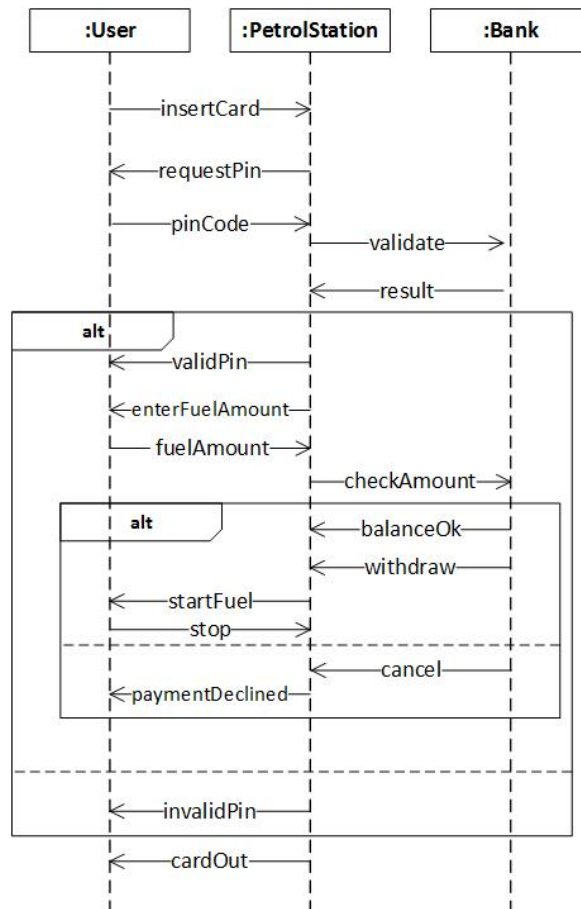 :User :PetrolStation :Bank
insertCard
requestPin
pinCode
validate
result
alt
validPin
enterFuelAmount
fuelAmount
checkAmount
alt
balanceOk
withdraw
startFuel
stop
cancel
paymentDeclined
invalidPin
cardOut